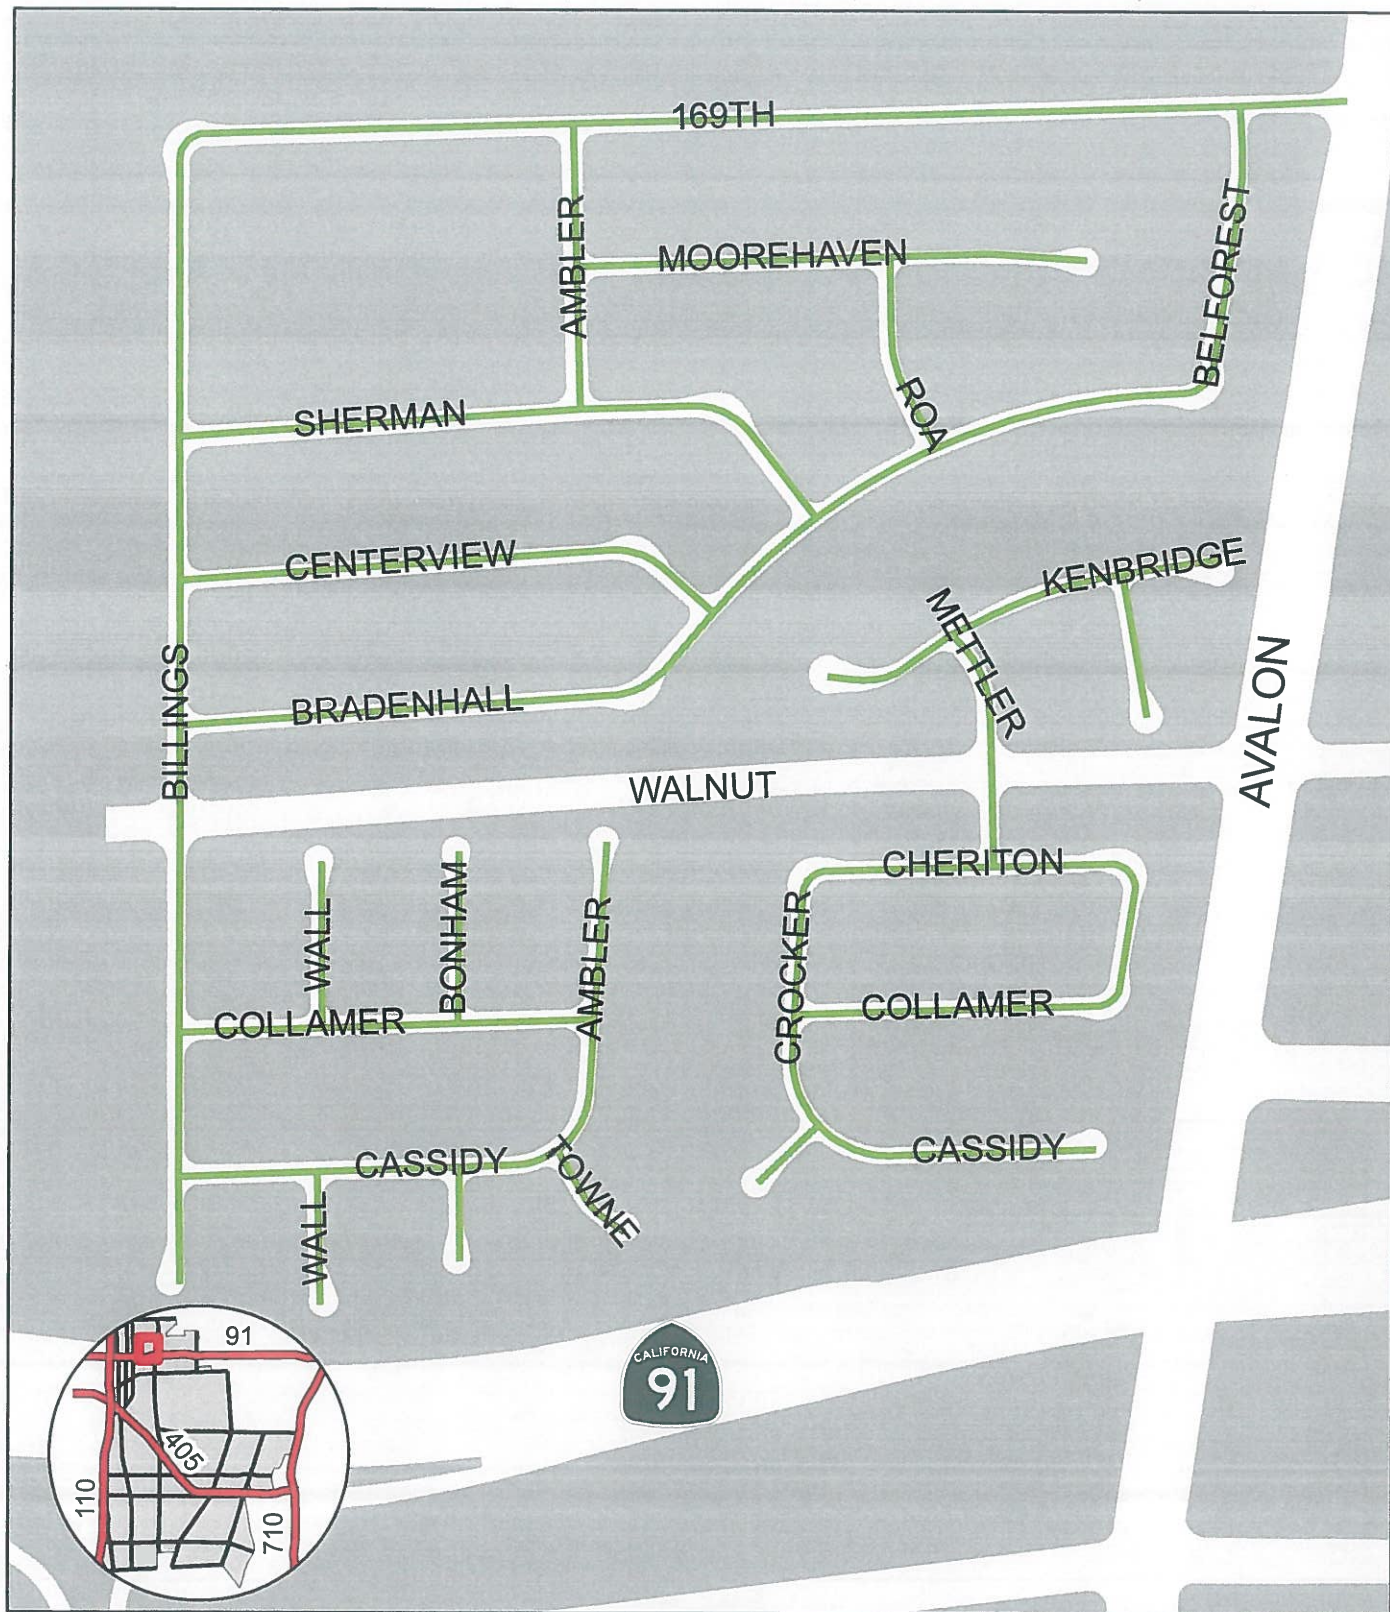 169TH
AMBLER
MOOREHAVEN
BELFOREST
ROA
SHERMAN
CENTERVIEW
KENBRIDGE
METTLER
BILLINGS
BRADENHALL
AVALON
WALNUT
CHERITON
WALL
BONHAM
AMBLER
CROCKER
COLLAMER
COLLAMER
CASSIDY
TOWNE
CASSIDY
WALL
91
405
110
710
CALIFORNIA
91